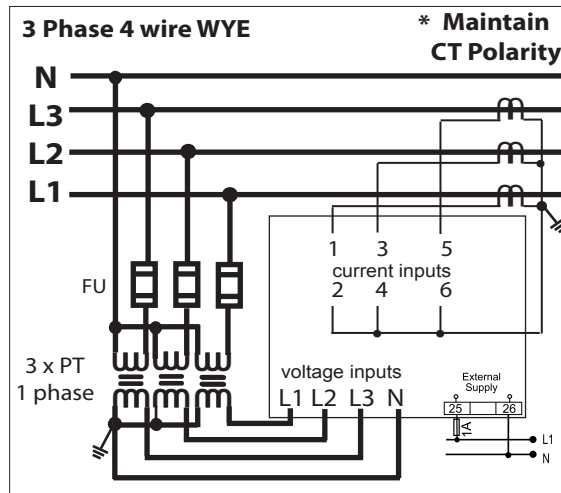 3 Phase 4 wire WYE
* Maintain
CT Polarity
N
L3
L2
L1
1 3 5
current inputs
2 4 6
FU
3 x PT
1 phase
voltage inputs
L1 L2 L3 N
External
Supply
25 26
1A
L1
N